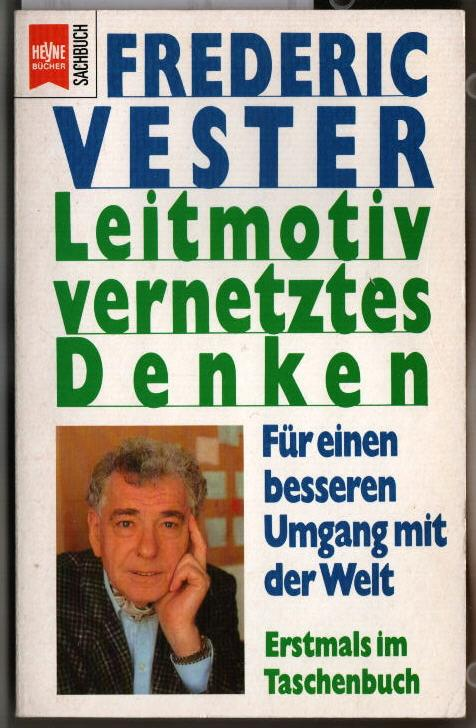 HEYNE
BÜCHER
SACHBUCH
FREDERIC
VESTER
Leitmotiv
vernetztes
Denken
Für einen
besseren
Umgang mit
der Welt
Erstmals im
Taschenbuch